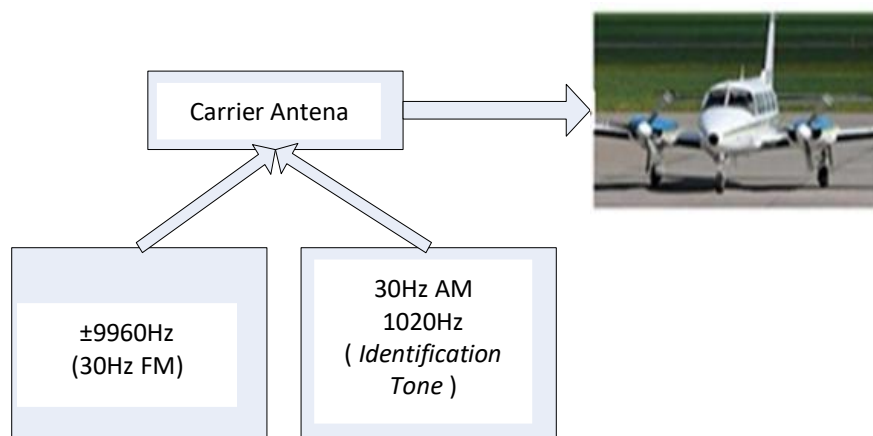 Carrier Antena
±9960Hz
(30Hz FM)
30Hz AM
1020Hz
( Identification
Tone )